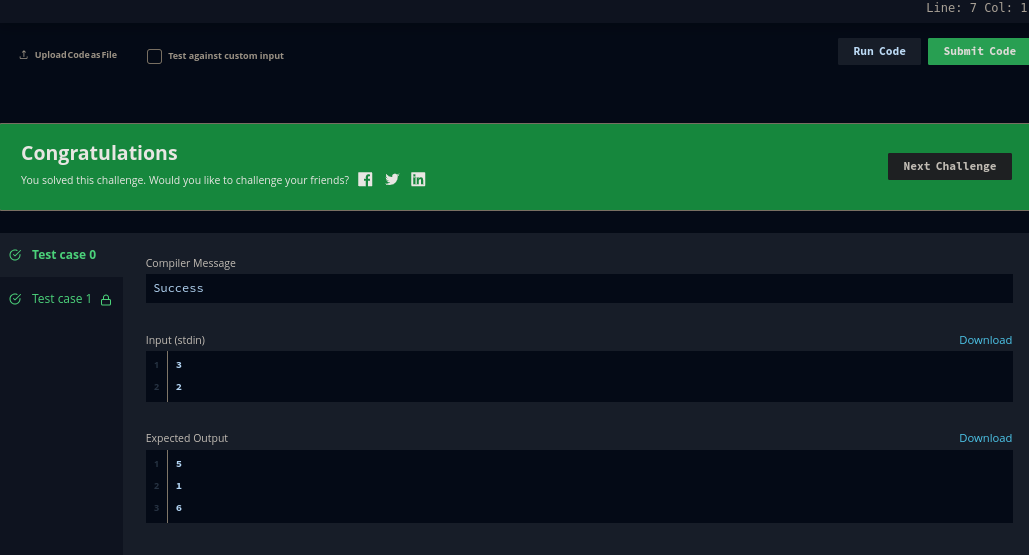 Line: 7 Col: 1
Upload Code as File
Test against custom input
Run Code
Submit Code
Congratulations
You solved this challenge. Would you like to challenge your friends?
Next Challenge
Test case 0
Test case 1
Compiler Message
Success
Input (stdin)
Download
1 3
2 2
Expected Output
Download
1 5
2 1
3 6